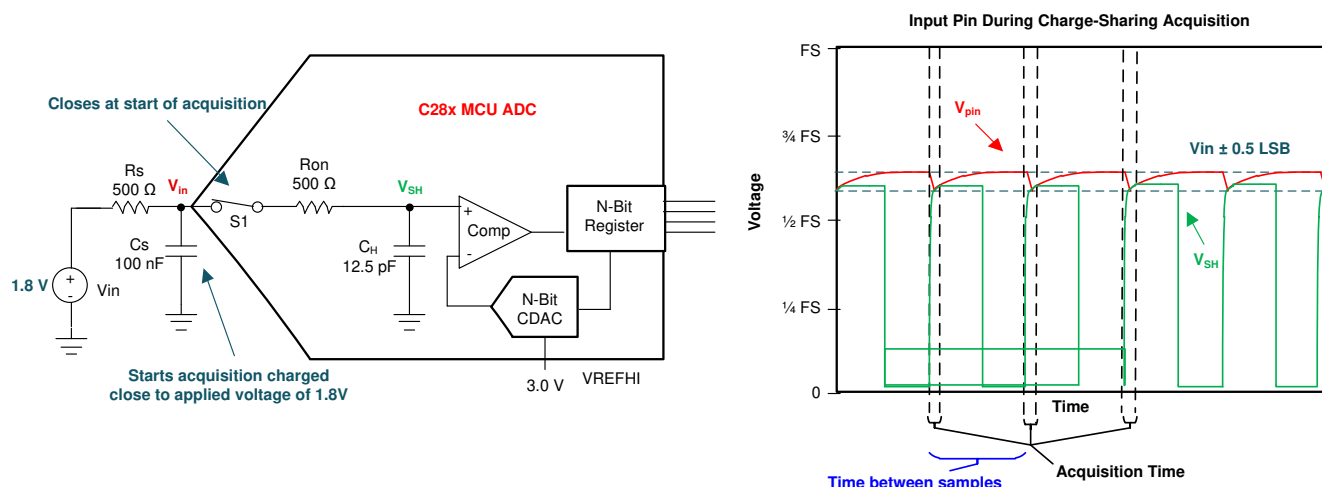 Closes at start of acquisition
C28x MCU ADC
Rs
500 Ω
Vin
Ron
500 Ω
VSH
S1
Cs
100 nF
CH
12.5 pF
+
Comp
-
N-Bit
Register
N-Bit
CDAC
1.8 V
+
-
Vin
Starts acquisition charged
close to applied voltage of 1.8V
3.0 V
VREFHI
Input Pin During Charge-Sharing Acquisition
FS
¾ FS
½ FS
¼ FS
0
Voltage
Vpin
Vin ± 0.5 LSB
VSH
Time
Acquisition Time
Time between samples